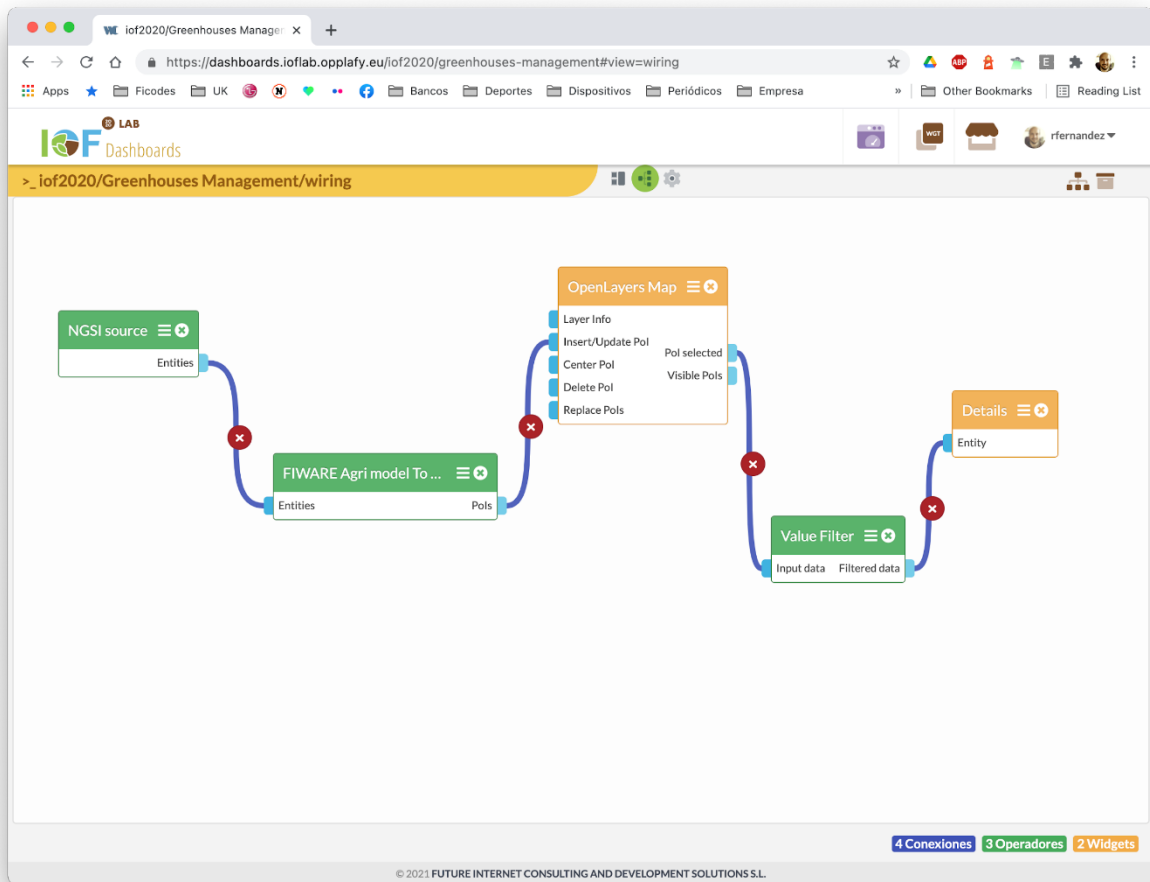 iof2020/Greenhouses Managem
https://dashboards.ioflab.opplafy.eu/iof2020/greenhouses-management#view=wiring
ABP
E
Apps Ficodes UK N Bancos Deportes Dispositivos Periódicos Empresa » Other Bookmarks Reading List
LAB
IOF Dashboards
WGT
rfernandez
>_ iof2020/Greenhouses Management/wiring
OpenLayers Map
Layer Info
Insert/Update PoI
Center PoI
Delete PoI
Replace PoIs
PoI selected
Visible PoIs
NGSI source
Entities
FIWARE Agri model To ...
Entities PoIs
Details
Entity
Value Filter
Input data Filtered data
4 Conexiones 3 Operadores 2 Widgets
© 2021 FUTURE INTERNET CONSULTING AND DEVELOPMENT SOLUTIONS S.L.